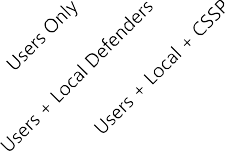 Users Only
Users + Local Defenders
Users + Local + CSSP